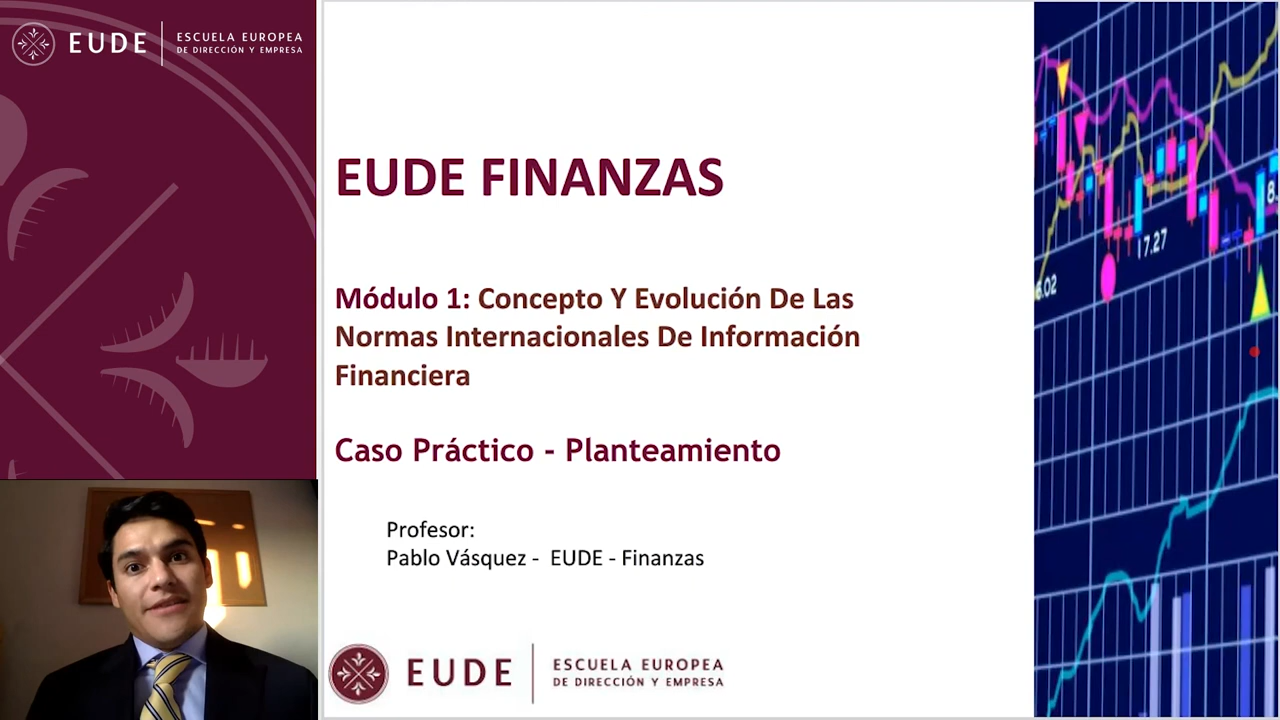 EUDE
ESCUELA EUROPEA
DE DIRECCIÓN Y EMPRESA
EUDE FINANZAS
Módulo 1: Concepto Y Evolución De Las
Normas Internacionales De Información
Financiera
Caso Práctico - Planteamiento
Profesor:
Pablo Vásquez - EUDE - Finanzas
EUDE
ESCUELA EUROPEA
DE DIRECCIÓN Y EMPRESA
17.27
6.02
8.